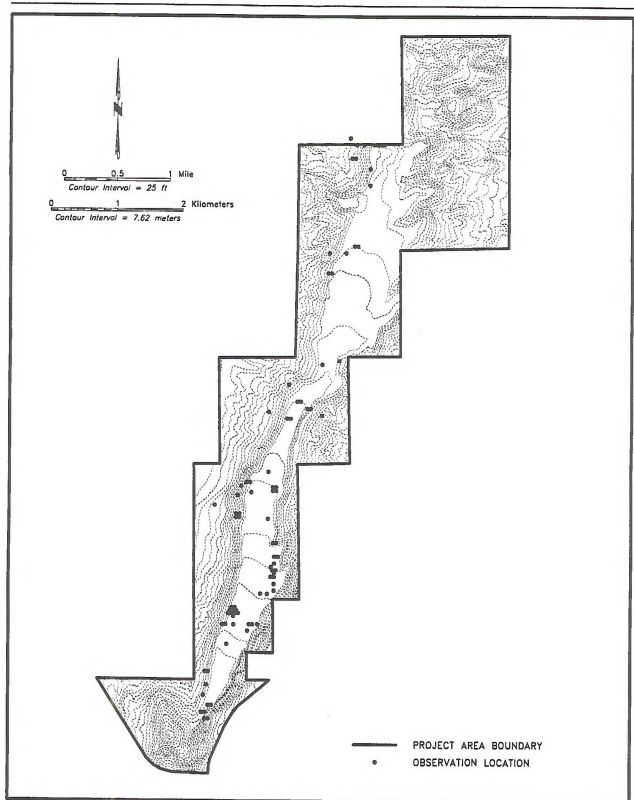 N
0 0.5 1 Mile
Contour Interval = 25 ft
0 1 2 Kilometers
Contour Interval = 7.62 meters
PROJECT AREA BOUNDARY
OBSERVATION LOCATION